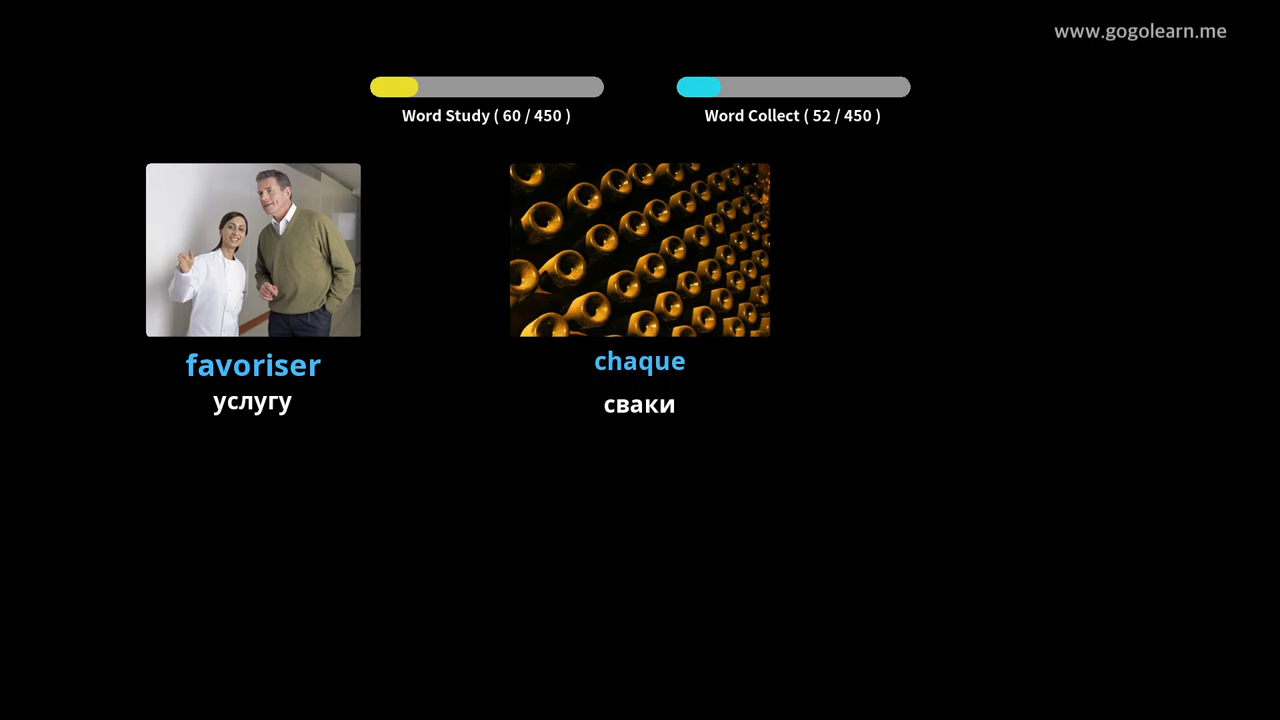 www.gogolearn.me
Word Study ( 60 / 450 )
Word Collect ( 52 / 450 )
favoriser
услугу
chaque
сваки